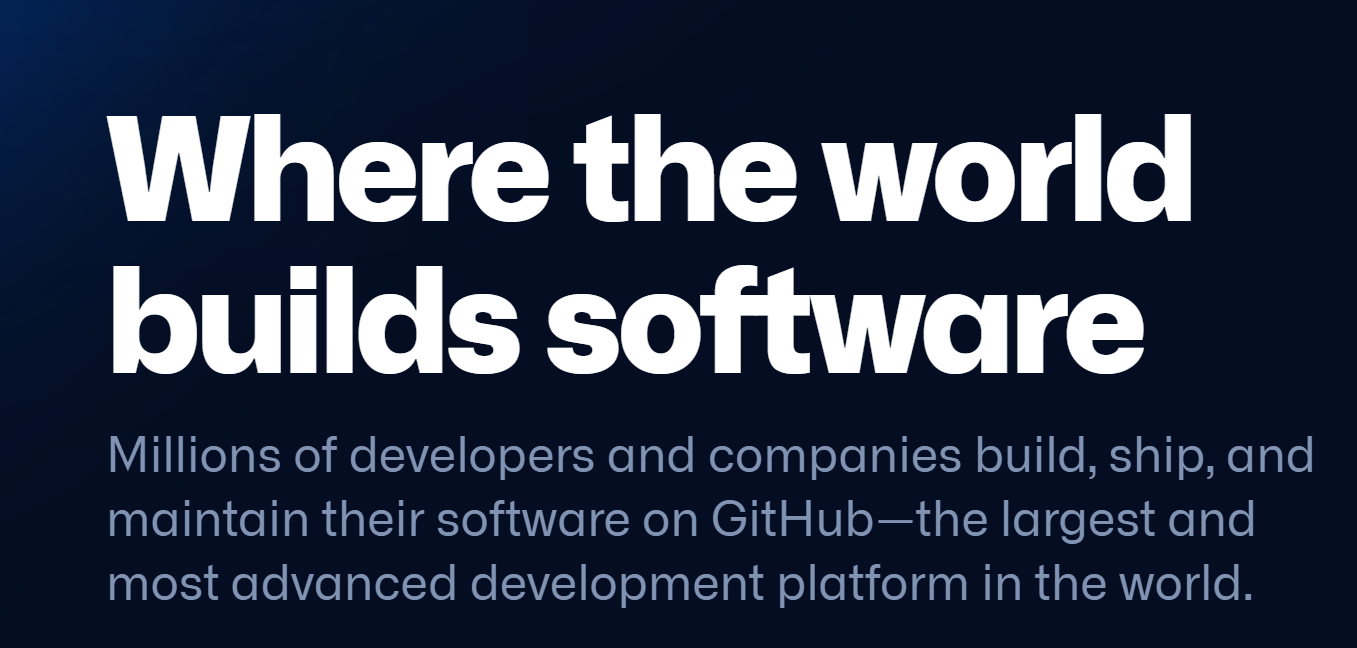 Where the world
builds software
Millions of developers and companies build, ship, and
maintain their software on GitHub—the largest and
most advanced development platform in the world.